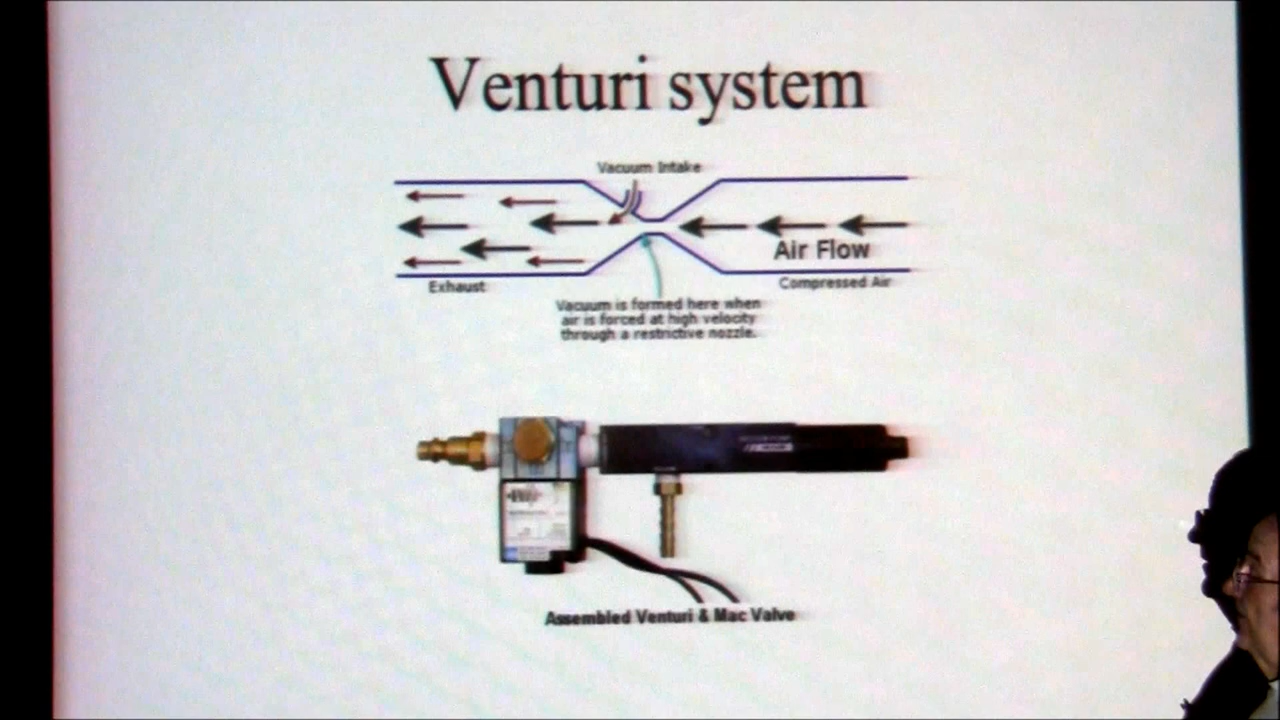 Venturi system
Vacuum Intake
Air Flow
Exhaust
Compressed Air
Vacuum is formed here when
air is forced at high velocity
through a restrictive nozzle.
Assembled Venturi & Mac Valve